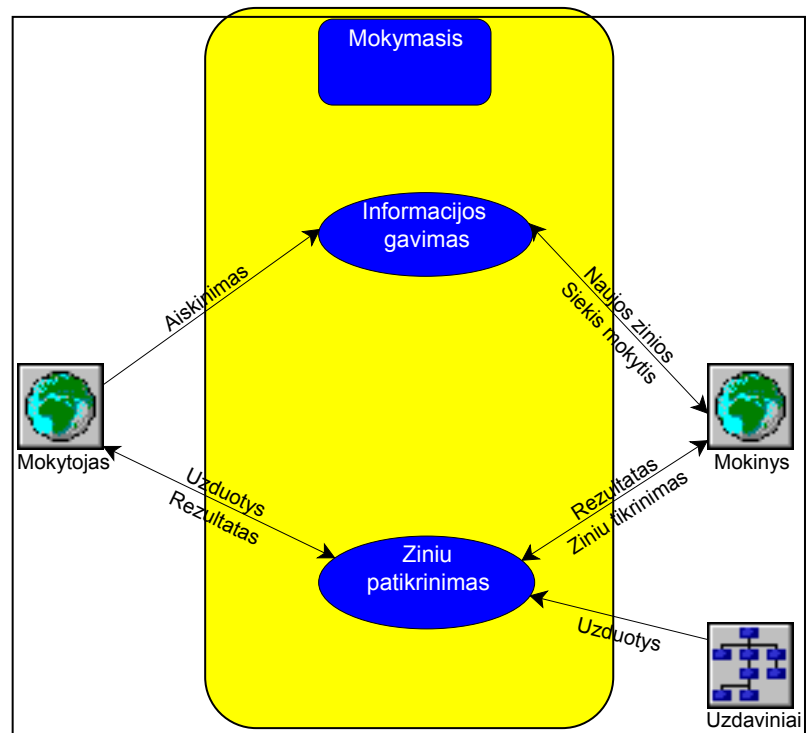 Mokymasis
Informacijos
gavimas
Aiskinimas
Naujos zinios
Siekis mokytis
Mokytojas
Mokinys
Uzduotys
Rezultatas
Rezultatas
Ziniu tikrinimas
Ziniu
patikrinimas
Uzduotys
Uzdaviniai